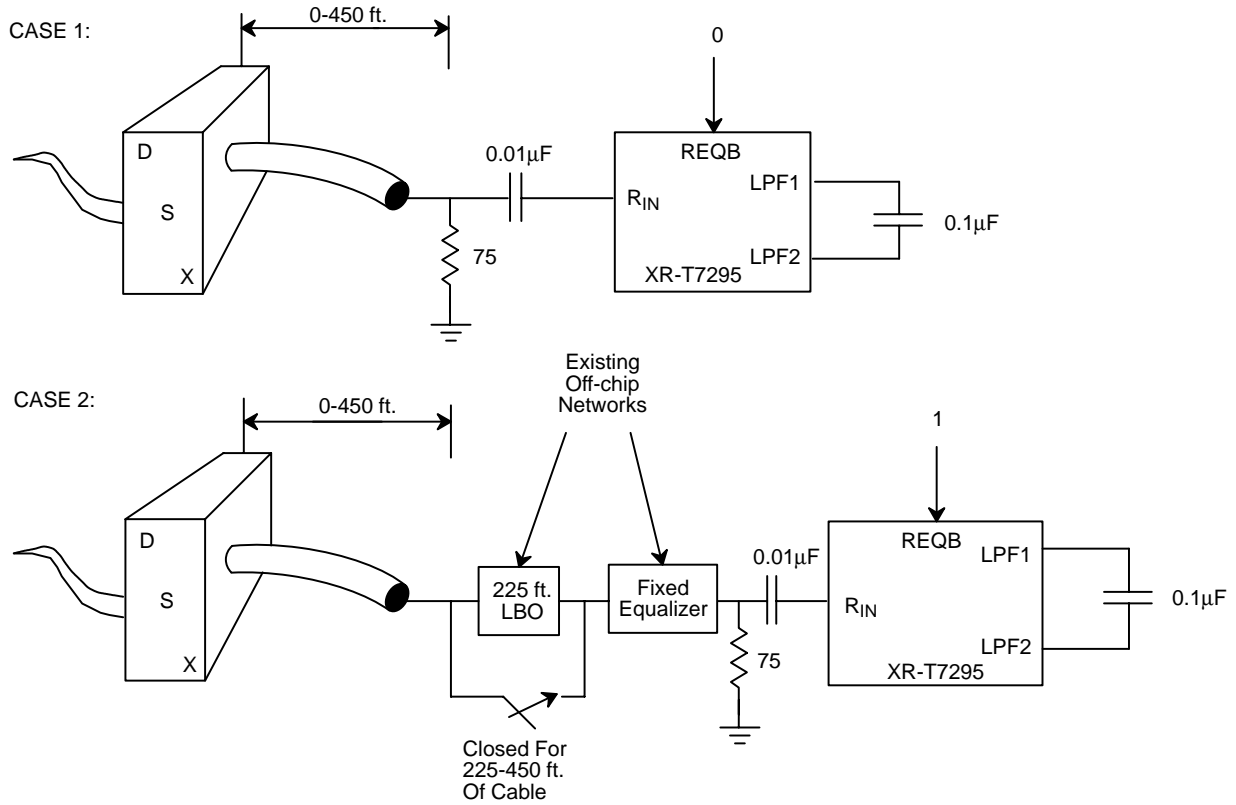 CASE 1:
0-450 ft.
0
D
S
X
0.01μF
75
REQB
R_IN
LPF1
LPF2
XR-T7295
0.1μF
CASE 2:
0-450 ft.
Existing
Off-chip
Networks
1
D
S
X
225 ft.
LBO
Fixed
Equalizer
0.01μF
75
REQB
R_IN
LPF1
LPF2
XR-T7295
0.1μF
Closed For
225-450 ft.
Of Cable